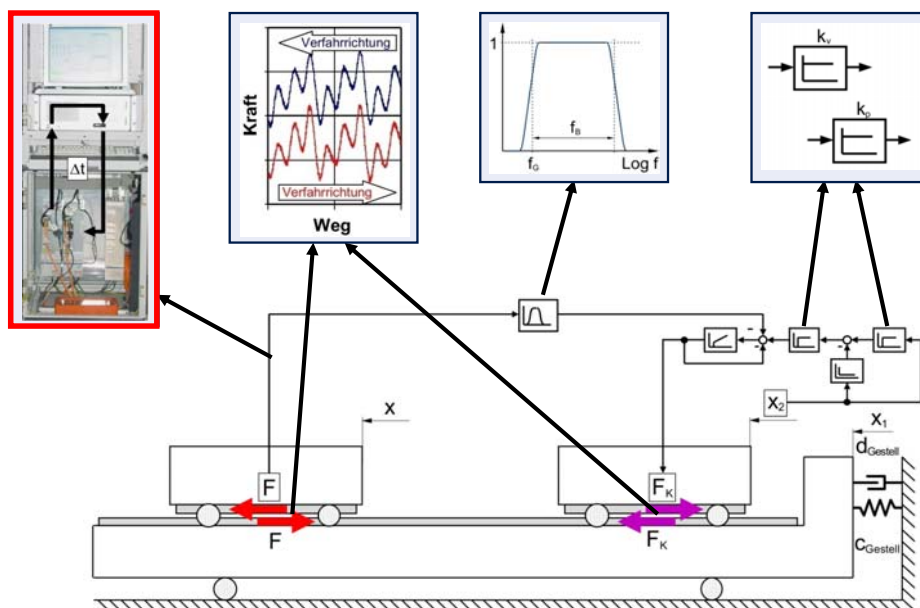 Δt
Verfahrrichtung
Kraft
Verfahrrichtung
Weg
1
f_B
f_G
Log f
k_v
k_p
-
-
-
x
x_2
x_1
d_Gestell
F
F_K
F
F_K
c_Gestell